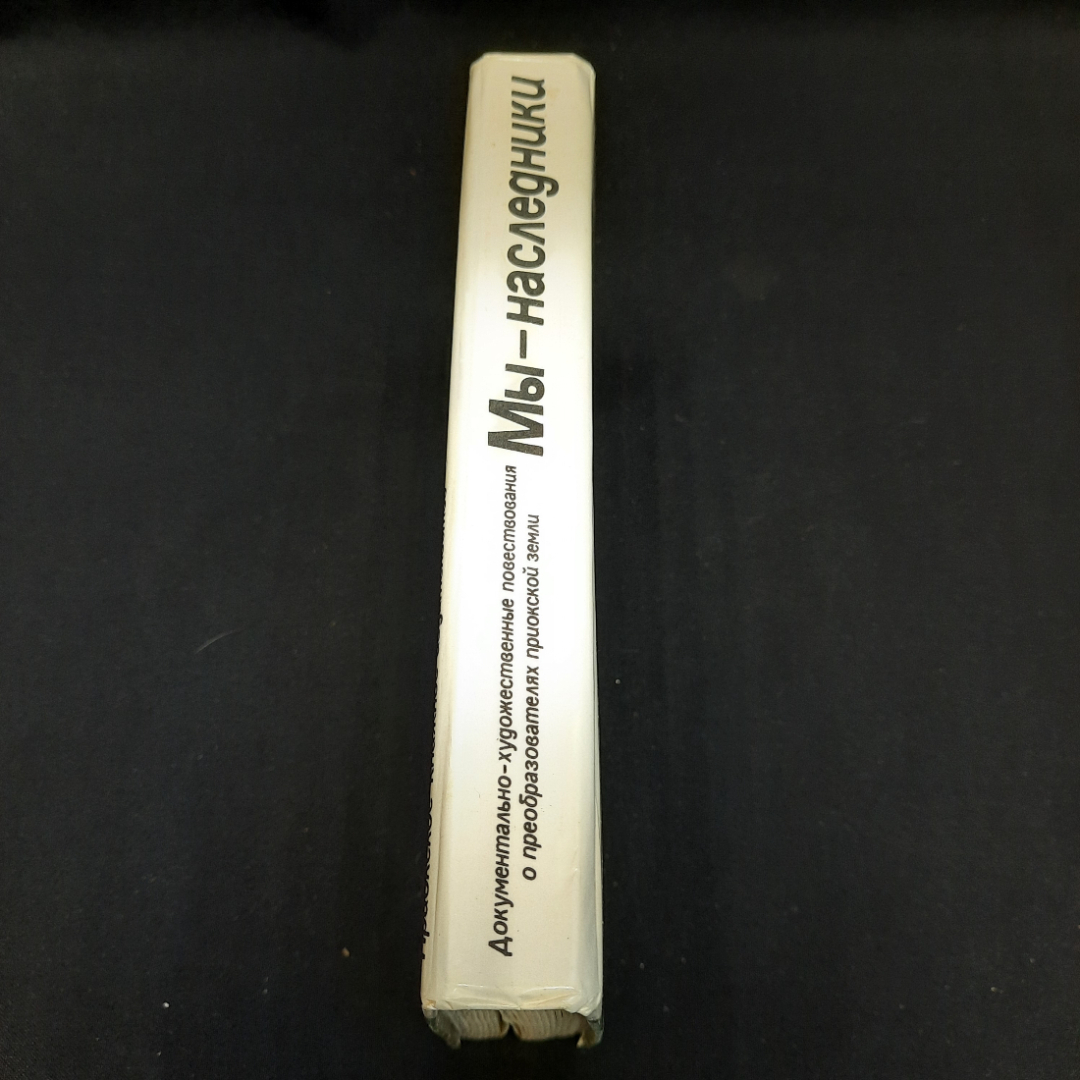 Документально-художественные повествования
о преобразователях приокской земли
Мы – наследники